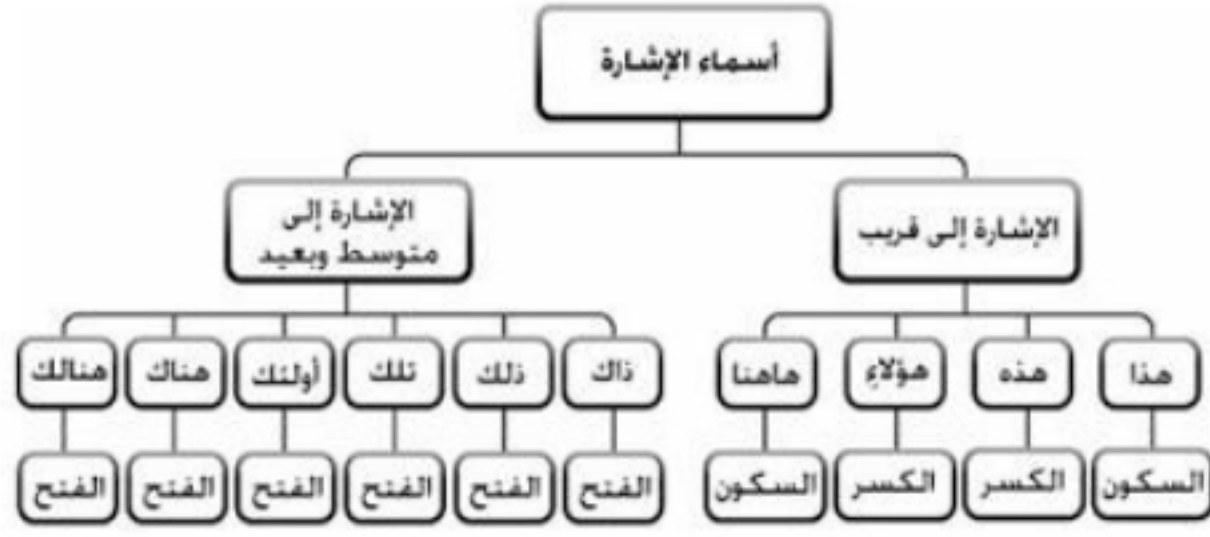 أسماء الإشارة
الإشارة إلى قريب
الإشارة إلى
متوسط وبعيد
هذا
هذه
هؤلاءِ
هاهنا
ذاك
ذلك
تلك
أولئك
هناك
هنالك
السكون
الكسر
الكسر
السكون
الفتح
الفتح
الفتح
الفتح
الفتح
الفتح